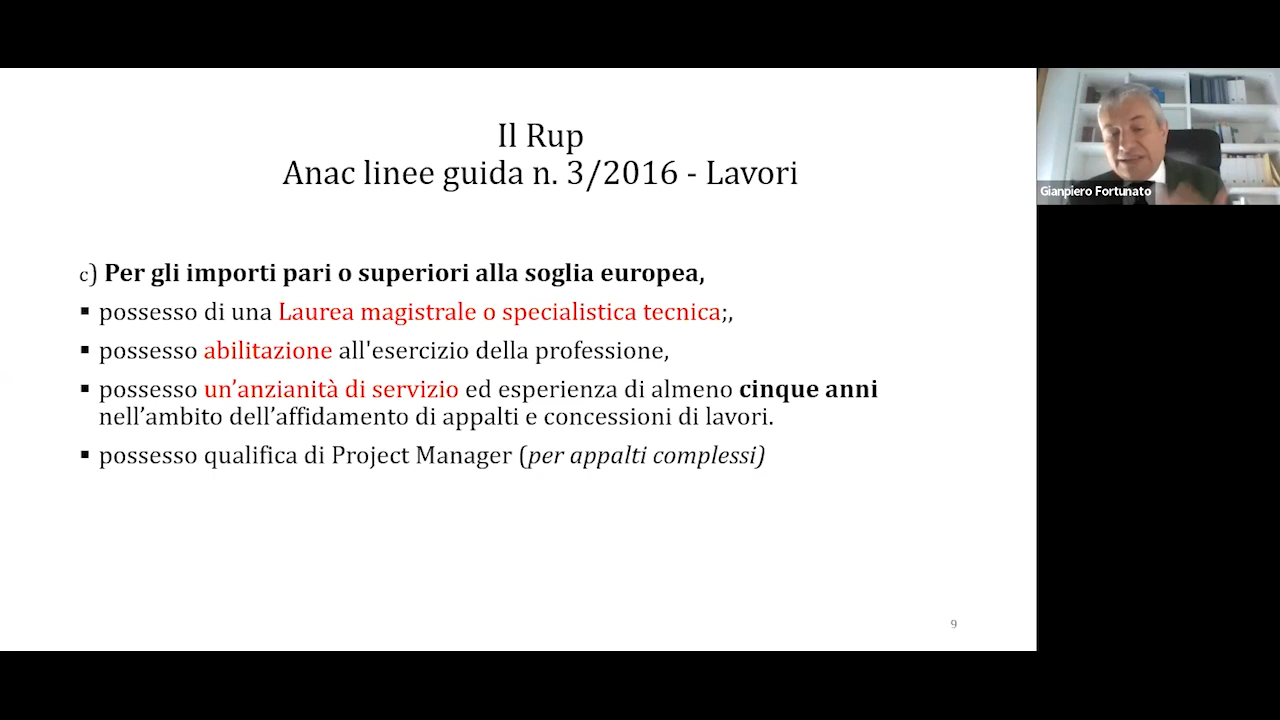 Il Rup
Anac linee guida n. 3/2016 - Lavori
c) Per gli importi pari o superiori alla soglia europea,
▪ possesso di una Laurea magistrale o specialistica tecnica;,
▪ possesso abilitazione all'esercizio della professione,
▪ possesso un’anzianità di servizio ed esperienza di almeno cinque anni
nell’ambito dell’affidamento di appalti e concessioni di lavori.
▪ possesso qualifica di Project Manager (per appalti complessi)
9
Gianpiero Fortunato